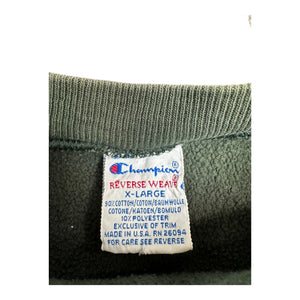 Champion
REVERSE WEAVE
X-LARGE
90% COTTON/COTON/BAUMWOLLE
COTONE/KATOEN/BOMULD
10% POLYESTER
EXCLUSIVE OF TRIM
MADE IN U.S.A. RN 26094
FOR CARE SEE REVERSE